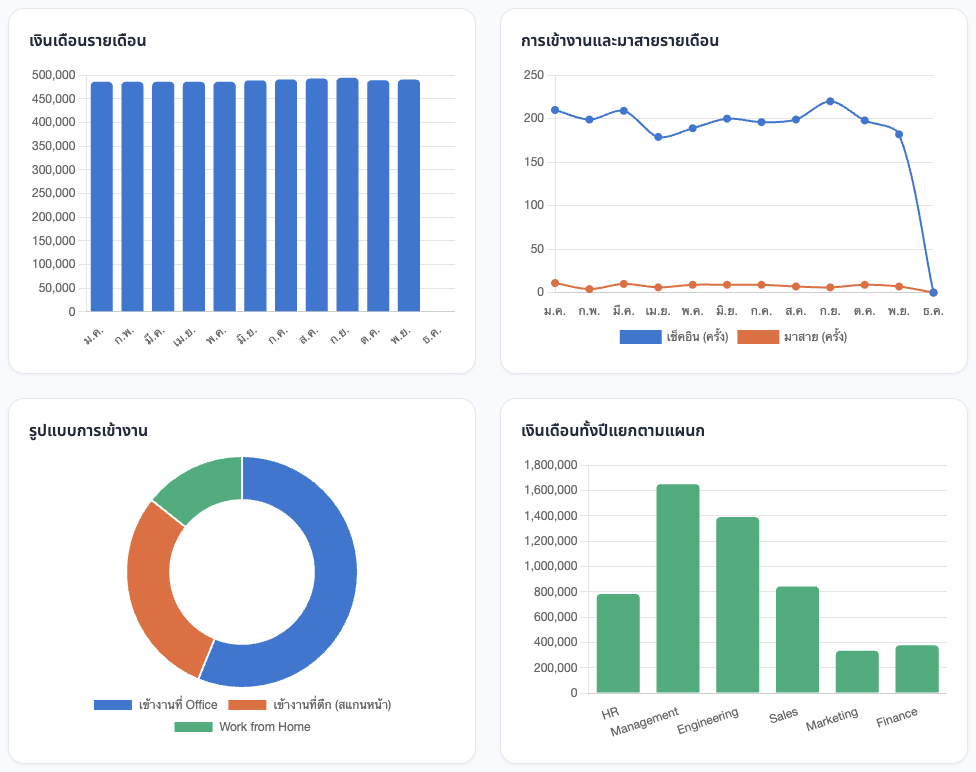 เงินเดือนรายเดือน
500,000
450,000
400,000
350,000
300,000
250,000
200,000
150,000
100,000
50,000
0
ม.ค. ก.พ. มี.ค. เม.ย. พ.ค. มิ.ย. ก.ค. ส.ค. ก.ย. ต.ค. พ.ย. ธ.ค.
การเข้างานและมาสายรายเดือน
250
200
150
100
50
0
ม.ค. ก.พ. มี.ค. เม.ย. พ.ค. มิ.ย. ก.ค. ส.ค. ก.ย. ต.ค. พ.ย. ธ.ค.
เช็คอิน (ครั้ง) มาสาย (ครั้ง)
รูปแบบการเข้างาน
เข้างานที่ Office เข้างานที่ตึก (สแกนหน้า)
Work from Home
เงินเดือนทั้งปีแยกตามแผนก
1,800,000
1,600,000
1,400,000
1,200,000
1,000,000
800,000
600,000
400,000
200,000
0
HR Management Engineering Sales Marketing Finance